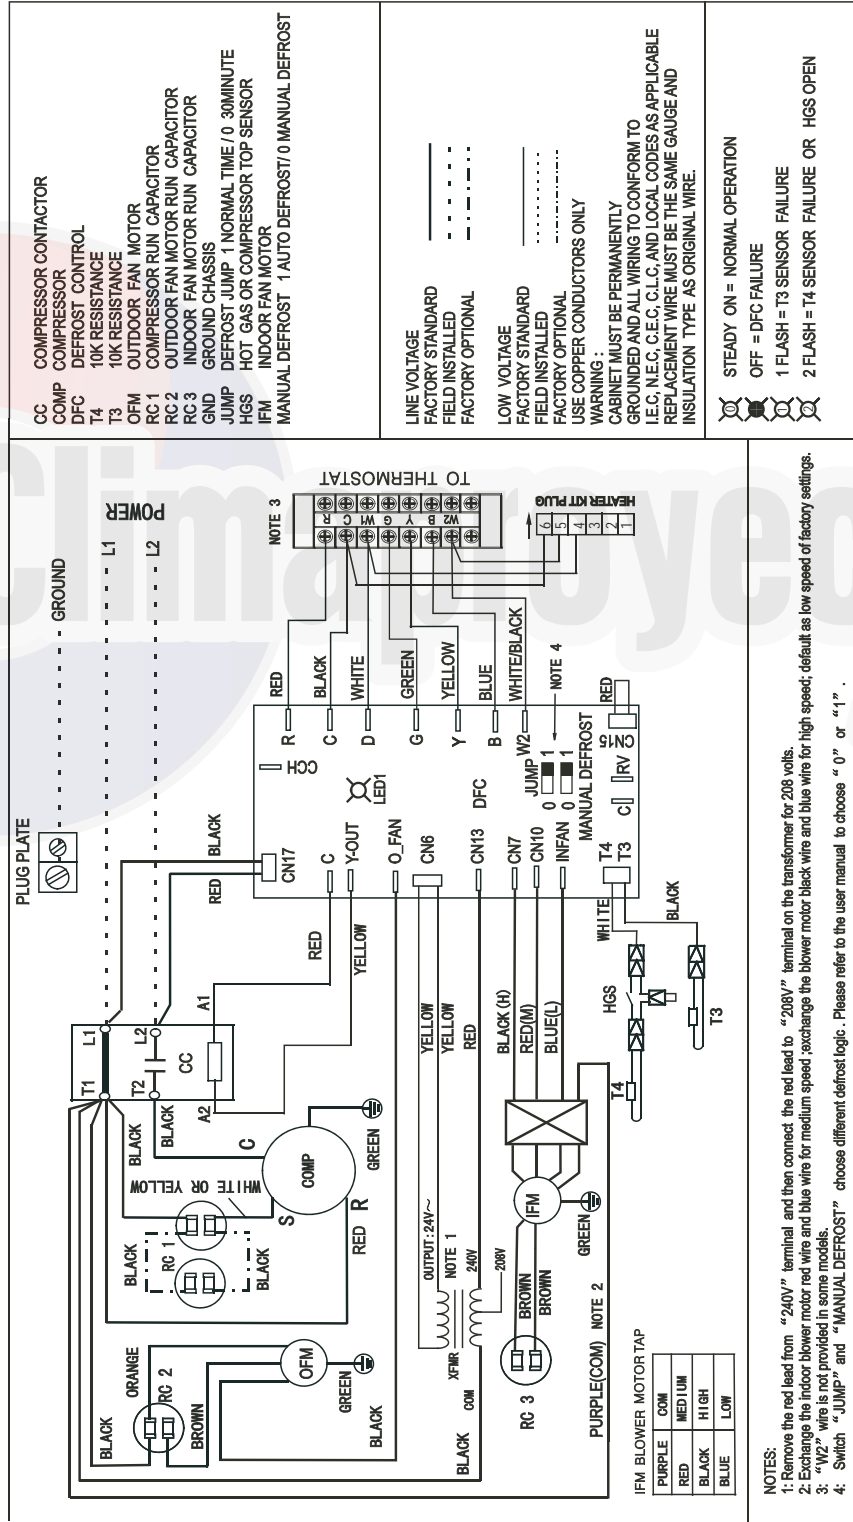 CC COMPRESSOR CONTACTOR
COMP COMPRESSOR
DFC DEFROST CONTROL
T4 10K RESISTANCE
T3 10K RESISTANCE
OFM OUTDOOR FAN MOTOR
RC 1 COMPRESSOR RUN CAPACITOR
RC 2 OUTDOOR FAN MOTOR RUN CAPACITOR
RC 3 INDOOR FAN MOTOR RUN CAPACITOR
GND GROUND CHASSIS
JUMP DEFROST JUMP 1 NORMAL TIME / 0 30MINUTE
HGS HOT GAS OR COMPRESSOR TOP SENSOR
IFM INDOOR FAN MOTOR
MANUAL DEFROST 1 AUTO DEFROST/ 0 MANUAL DEFROST
LINE VOLTAGE
FACTORY STANDARD
FIELD INSTALLED
FACTORY OPTIONAL
LOW VOLTAGE
FACTORY STANDARD
FIELD INSTALLED
FACTORY OPTIONAL
USE COPPER CONDUCTORS ONLY
WARNING :
CABINET MUST BE PERMANENTLY
GROUNDED AND ALL WIRING TO CONFORM TO
I.E.C, N.E.C, C.E.C, C.L.C, AND LOCAL CODES AS APPLICABLE
REPLACEMENT WIRE MUST BE THE SAME GAUGE AND
INSULATION TYPE AS ORIGINAL WIRE.
0 STEADY ON = NORMAL OPERATION
OFF = DFC FAILURE
1 1 FLASH = T3 SENSOR FAILURE
2 2 FLASH = T4 SENSOR FAILURE OR HGS OPEN
PLUG PLATE
GROUND
POWER
L1
L2
NOTE 3
TO THERMOSTAT
R
C
W1
G
Y
B
W2
HEATER KIT PLUG
6
5
4
3
2
1
RED
BLACK
WHITE
GREEN
YELLOW
BLUE
WHITE/BLACK
NOTE 4
RED
R
C
D
G
Y
B
W2
CN15
CCH
LED1
DFC
JUMP
0 1
0 1
MANUAL DEFROST
C
RV
CN17
C
Y-OUT
O_FAN
CN6
CN13
CN7
CN10
INFAN
T4
T3
BLACK
RED
RED
YELLOW
YELLOW
YELLOW
RED
BLACK (H)
RED(M)
BLUE(L)
WHITE
BLACK
HGS
T4
T3
T1
L1
T2
L2
CC
A1
A2
BLACK
BLACK
C
COMP
S
R
GREEN
RED
WHITE OR YELLOW
RC 1
BLACK
BLACK
ORANGE
RC 2
BLACK
BROWN
OFM
GREEN
BLACK
OUTPUT : 24V~
NOTE 1
240V
208V
XFMR
COM
BLACK
IFM
GREEN
BROWN
BROWN
RC 3
PURPLE(COM) NOTE 2
IFM BLOWER MOTOR TAP
PURPLE COM
RED MEDIUM
BLACK HIGH
BLUE LOW
NOTES:
1: Remove the red lead from “240V” terminal and then connect the red lead to “208V” terminal on the transformer for 208 volts.
2: Exchange the indoor blower motor red wire and blue wire for medium speed ;exchange the blower motor black wire and blue wire for high speed; default as low speed of factory settings.
3: “W2” wire is not provided in some models.
4: Switch “JUMP” and “MANUAL DEFROST” choose different defrost logic . Please refer to the user manual to choose “ 0” or “1” .